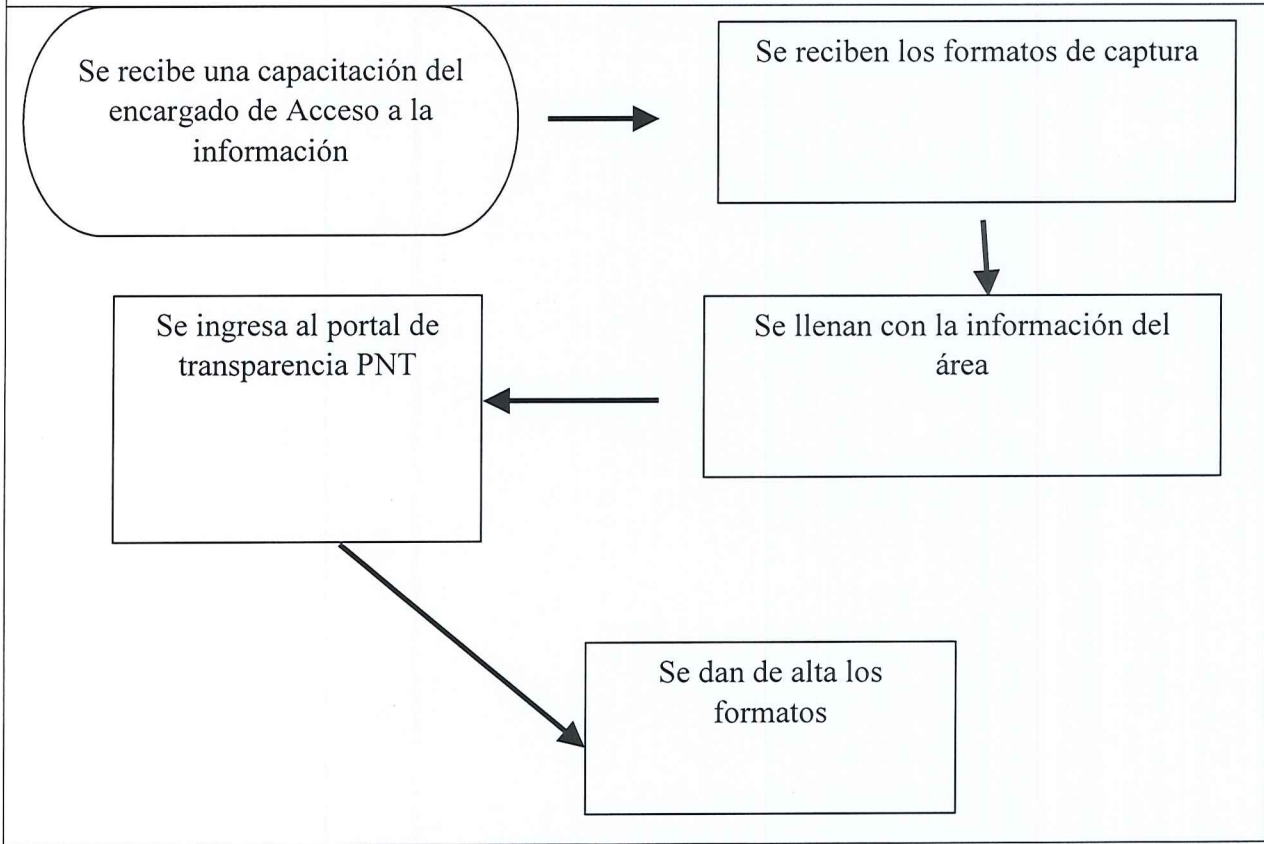 Se recibe una capacitación del
encargado de Acceso a la
información
Se reciben los formatos de captura
Se llenan con la información del
área
Se ingresa al portal de
transparencia PNT
Se dan de alta los
formatos